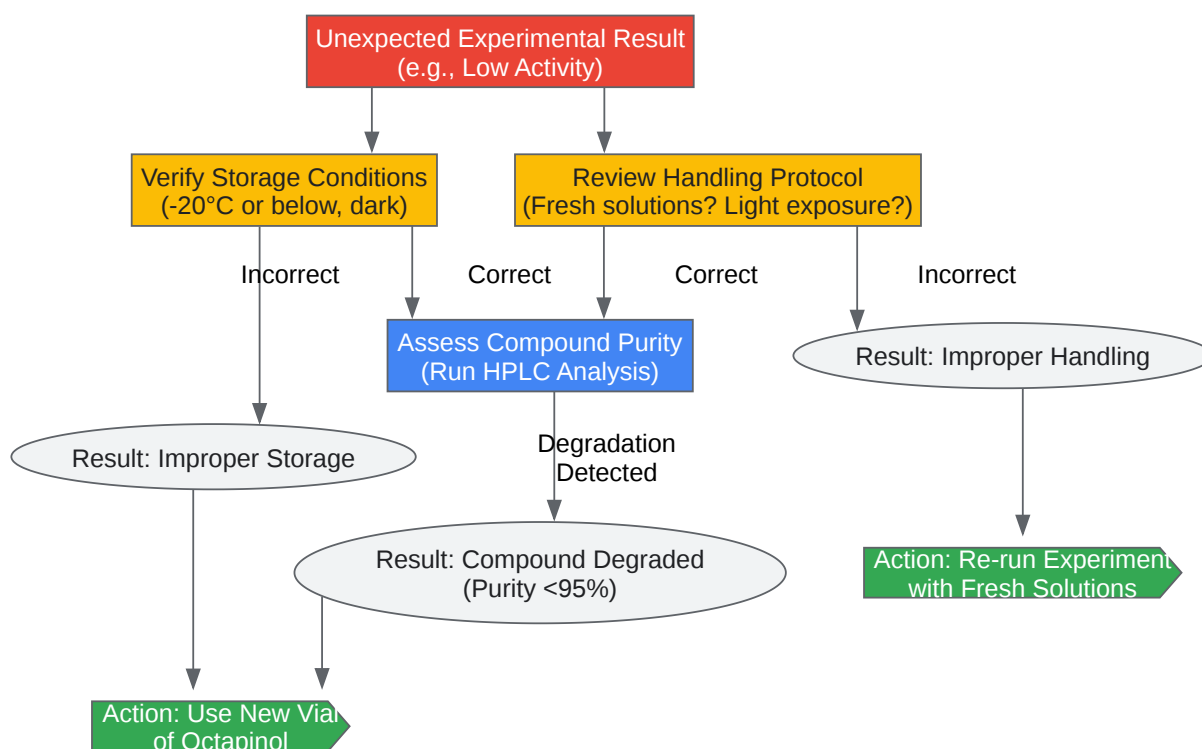 Unexpected Experimental Result
(e.g., Low Activity)
Verify Storage Conditions
(-20°C or below, dark)
Review Handling Protocol
(Fresh solutions? Light exposure?)
Incorrect
Correct
Correct
Incorrect
Assess Compound Purity
(Run HPLC Analysis)
Result: Improper Handling
Degradation
Detected
Result: Improper Storage
Result: Compound Degraded
(Purity <95%)
Action: Re-run Experiment
with Fresh Solutions
Action: Use New Vial
of Octapinol